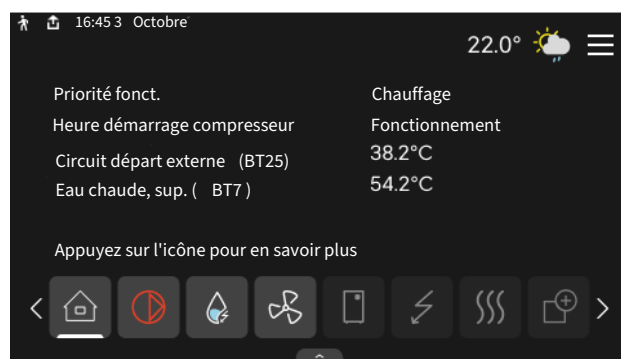 16:45 3 Octobre
22.0°
Priorité fonct. Chauffage
Heure démarrage compresseur Fonctionnement
Circuit départ externe (BT25) 38.2°C
Eau chaude, sup. ( BT7 ) 54.2°C
Appuyez sur l'icône pour en savoir plus